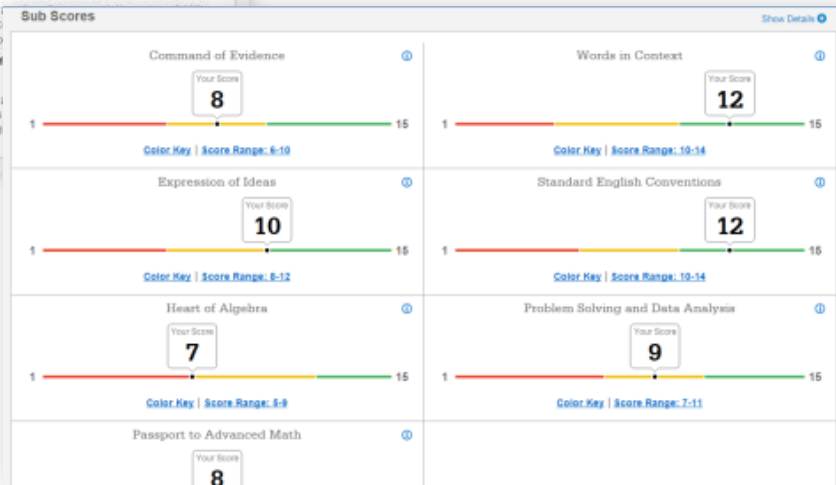 Sub Scores
Show Details
Command of Evidence
Your Score
8
1
15
Color Key | Score Range: 6-10
Words in Context
Your Score
12
1
15
Color Key | Score Range: 10-14
Expression of Ideas
Your Score
10
1
15
Color Key | Score Range: 8-12
Standard English Conventions
Your Score
12
1
15
Color Key | Score Range: 10-14
Heart of Algebra
Your Score
7
1
15
Color Key | Score Range: 5-9
Problem Solving and Data Analysis
Your Score
9
1
15
Color Key | Score Range: 7-11
Passport to Advanced Math
Your Score
8